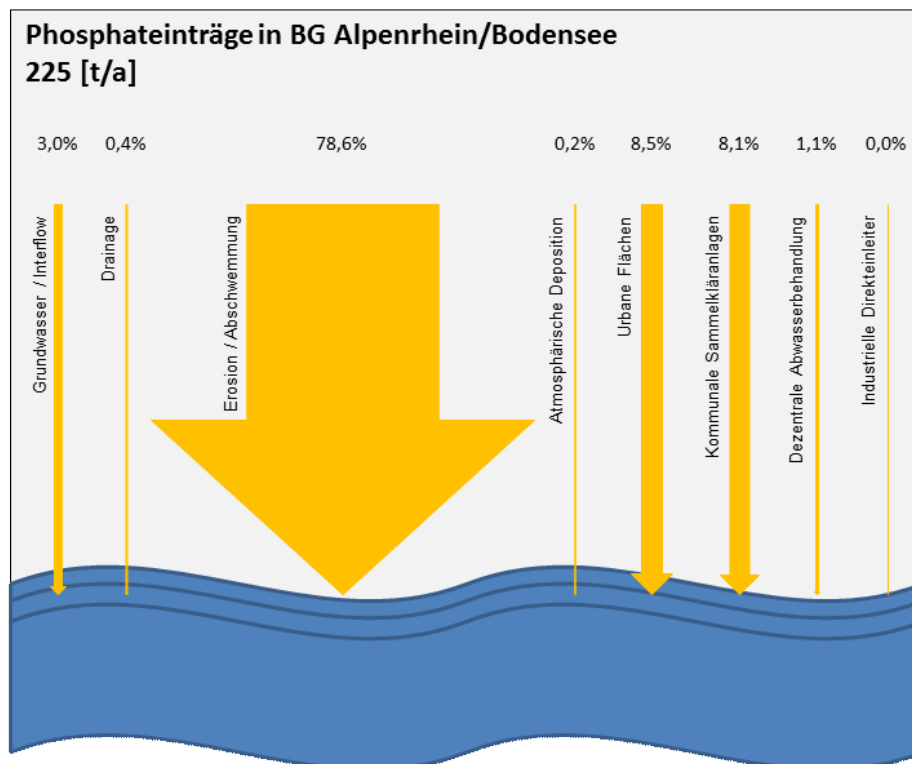 Phosphateinträge in BG Alpenrhein/Bodensee
225 [t/a]
3,0%
0,4%
78,6%
0,2%
8,5%
8,1%
1,1%
0,0%
Grundwasser / Interflow
Drainage
Erosion / Abschwemmung
Atmosphärische Deposition
Urbane Flächen
Kommunale Sammelkläranlagen
Dezentrale Abwasserbehandlung
Industrielle Direkteinleiter